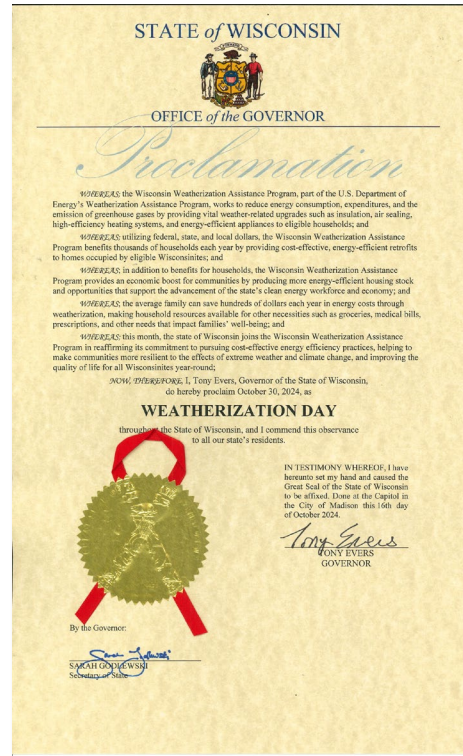 STATE of WISCONSIN
OFFICE of the GOVERNOR
Proclamation
WHEREAS; the Wisconsin Weatherization Assistance Program, part of the U.S. Department of
Energy's Weatherization Assistance Program, works to reduce energy consumption, expenditures, and the
emission of greenhouse gases by providing vital weather-related upgrades such as insulation, air sealing,
high-efficiency heating systems, and energy-efficient appliances to eligible households; and
WHEREAS; utilizing federal, state, and local dollars, the Wisconsin Weatherization Assistance
Program benefits thousands of households each year by providing cost-effective, energy-efficient retrofits
to homes occupied by eligible Wisconsinites; and
WHEREAS; in addition to benefits for households, the Wisconsin Weatherization Assistance
Program provides an economic boost for communities by producing more energy-efficient housing stock
and opportunities that support the advancement of the state's clean energy workforce and economy; and
WHEREAS; the average family can save hundreds of dollars each year in energy costs through
weatherization, making household resources available for other necessities such as groceries, medical bills,
prescriptions, and other needs that impact families' well-being; and
WHEREAS; this month, the state of Wisconsin joins the Wisconsin Weatherization Assistance
Program in reaffirming its commitment to pursuing cost-effective energy efficiency practices, helping to
make communities more resilient to the effects of extreme weather and climate change, and improving the
quality of life for all Wisconsinites year-round;
NOW, THEREFORE, I, Tony Evers, Governor of the State of Wisconsin,
do hereby proclaim October 30, 2024, as
WEATHERIZATION DAY
throughout the State of Wisconsin, and I commend this observance
to all our state's residents.
IN TESTIMONY WHEREOF, I have
hereunto set my hand and caused the
Great Seal of the State of Wisconsin
to be affixed. Done at the Capitol in
the City of Madison this 16th day
of October 2024.
Tony Evers
TONY EVERS
GOVERNOR
By the Governor:
SARAH GODLEWSKI
Secretary of State